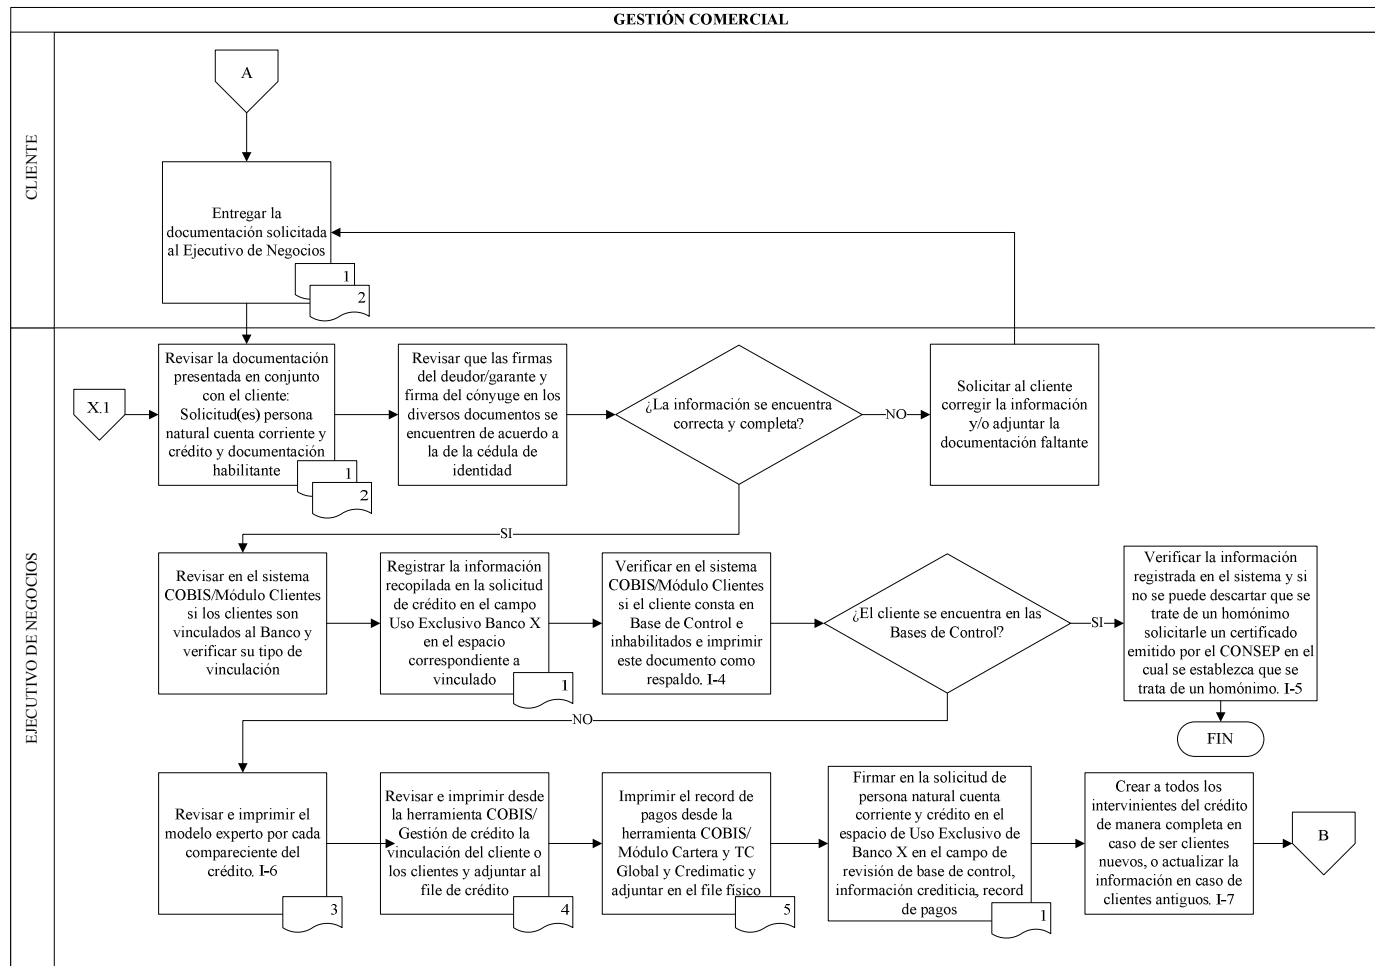 GESTIÓN COMERCIAL
CLIENTE
A
Entregar la
documentación solicitada
al Ejecutivo de Negocios
1
2
EJECUTIVO DE NEGOCIOS
X.1
Revisar la documentación
presentada en conjunto
con el cliente:
Solicitud(es) persona
natural cuenta corriente y
crédito y documentación
habilitante
1
2
Revisar que las firmas
del deudor/garante y
firma del cónyuge en los
diversos documentos se
encuentren de acuerdo a
la de la cédula de
identidad
¿La información se encuentra
correcta y completa?
NO
Solicitar al cliente
corregir la información
y/o adjuntar la
documentación faltante
SI
Revisar en el sistema
COBIS/Módulo Clientes
si los clientes son
vinculados al Banco y
verificar su tipo de
vinculación
Registrar la información
recopilada en la solicitud
de crédito en el campo
Uso Exclusivo Banco X
en el espacio
correspondiente a
vinculado
1
Verificar en el sistema
COBIS/Módulo Clientes
si el cliente consta en
Base de Control e
inhabilitados e imprimir
este documento como
respaldo. I-4
¿El cliente se encuentra en las
Bases de Control?
SI
Verificar la información
registrada en el sistema y si
no se puede descartar que se
trate de un homónimo
solicitarle un certificado
emitido por el CONSEP en el
cual se establezca que se
trata de un homónimo. I-5
FIN
NO
Revisar e imprimir el
modelo experto por cada
compareciente del
crédito. I-6
3
Revisar e imprimir desde
la herramienta COBIS/
Gestión de crédito la
vinculación del cliente o
los clientes y adjuntar al
file de crédito
4
Imprimir el record de
pagos desde la
herramienta COBIS/
Módulo Cartera y TC
Global y Credimatic y
adjuntar en el file físico
5
Firmar en la solicitud de
persona natural cuenta
corriente y crédito en el
espacio de Uso Exclusivo de
Banco X en el campo de
revisión de base de control,
información crediticia, record
de pagos
1
Crear a todos los
intervinientes del crédito
de manera completa en
caso de ser clientes
nuevos, o actualizar la
información en caso de
clientes antiguos. I-7
B